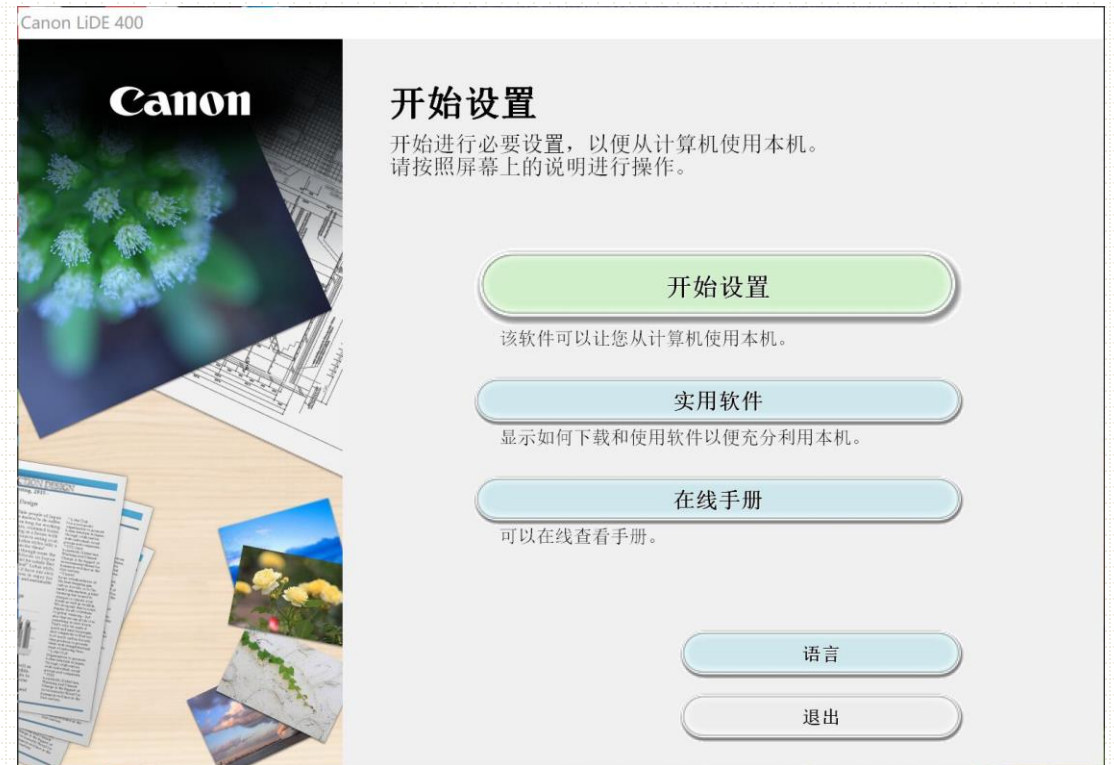 Canon LiDE 400
Canon
开始设置
开始进行必要设置，以便从计算机使用本机。
请按照屏幕上的说明进行操作。
开始设置
该软件可以让您从计算机使用本机。
实用软件
显示如何下载和使用软件以便充分利用本机。
在线手册
可以在线查看手册。
语言
退出